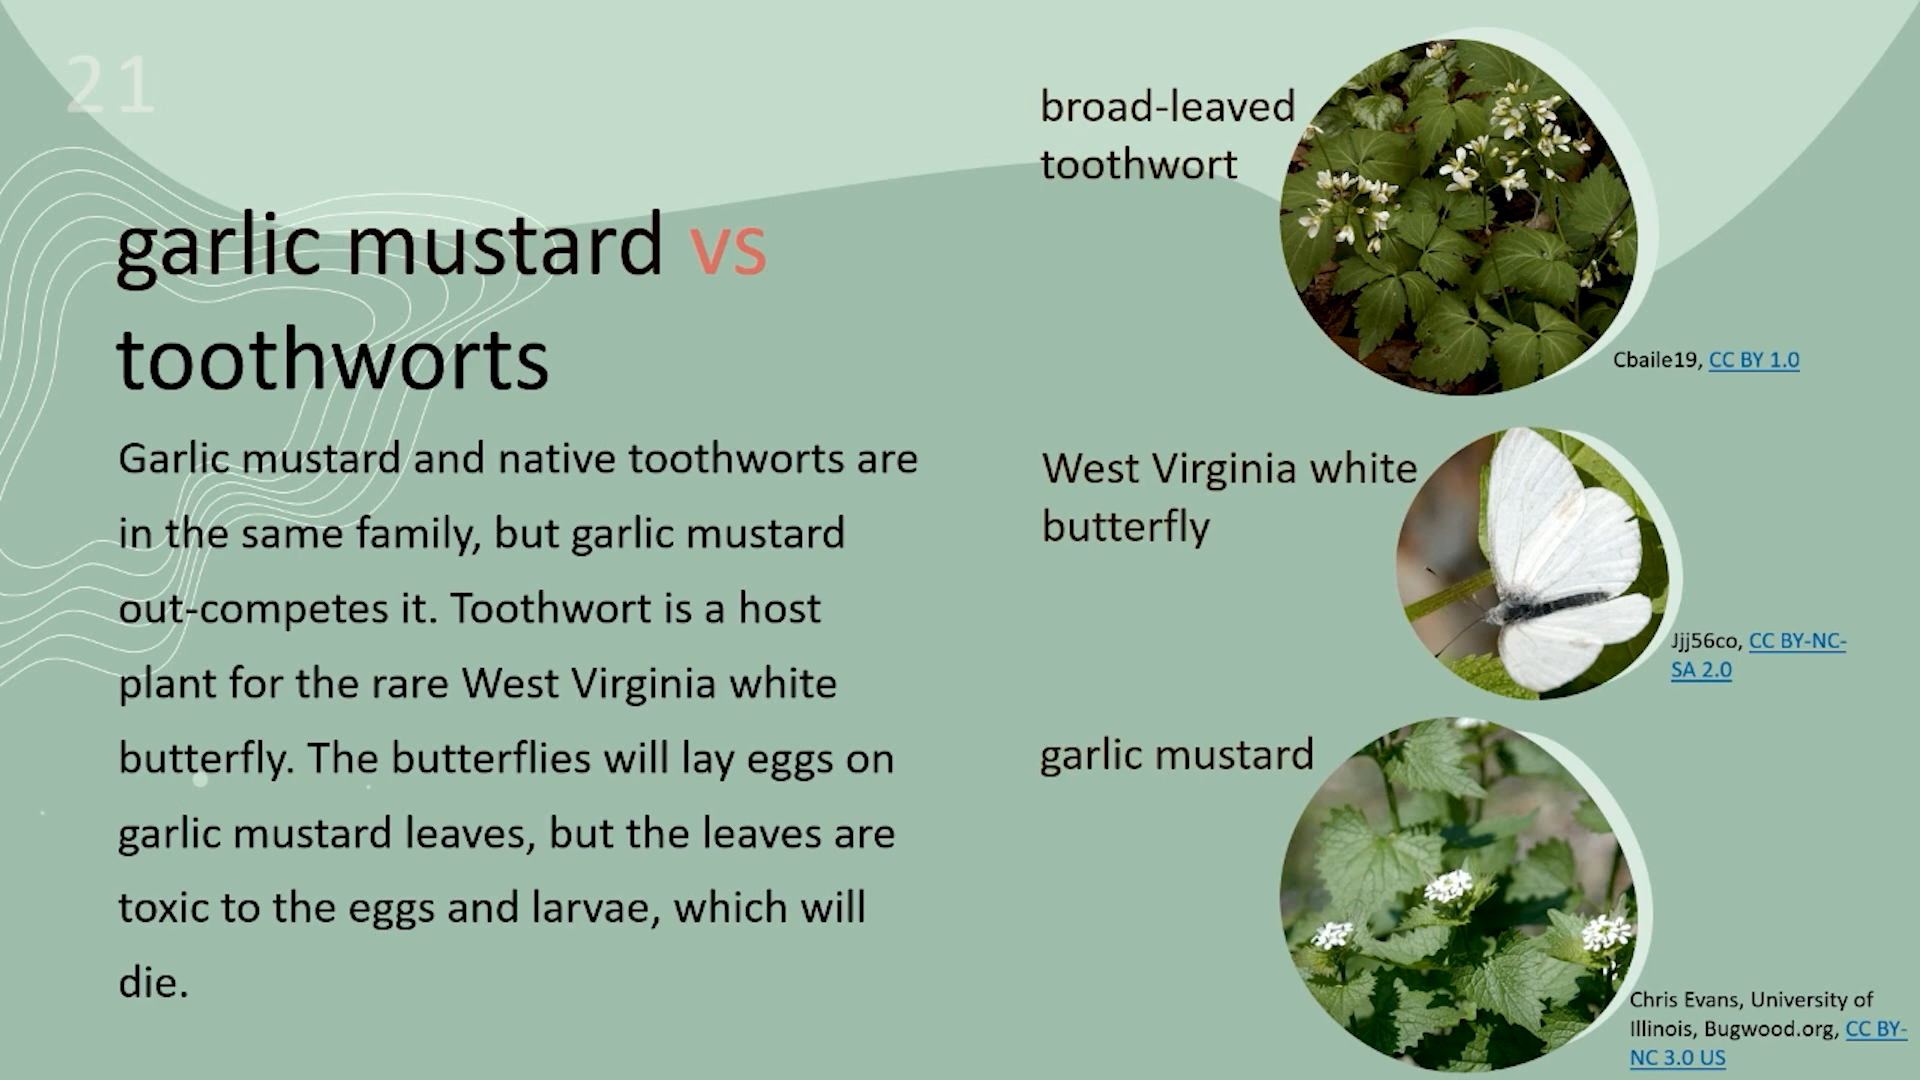 21
garlic mustard vs
toothworts
Garlic mustard and native toothworts are
in the same family, but garlic mustard
out-competes it. Toothwort is a host
plant for the rare West Virginia white
butterfly. The butterflies will lay eggs on
garlic mustard leaves, but the leaves are
toxic to the eggs and larvae, which will
die.
broad-leaved
toothwort
Cbaile19, CC BY 1.0
West Virginia white
butterfly
Jjj56co, CC BY-NC-
SA 2.0
garlic mustard
Chris Evans, University of
Illinois, Bugwood.org, CC BY-
NC 3.0 US